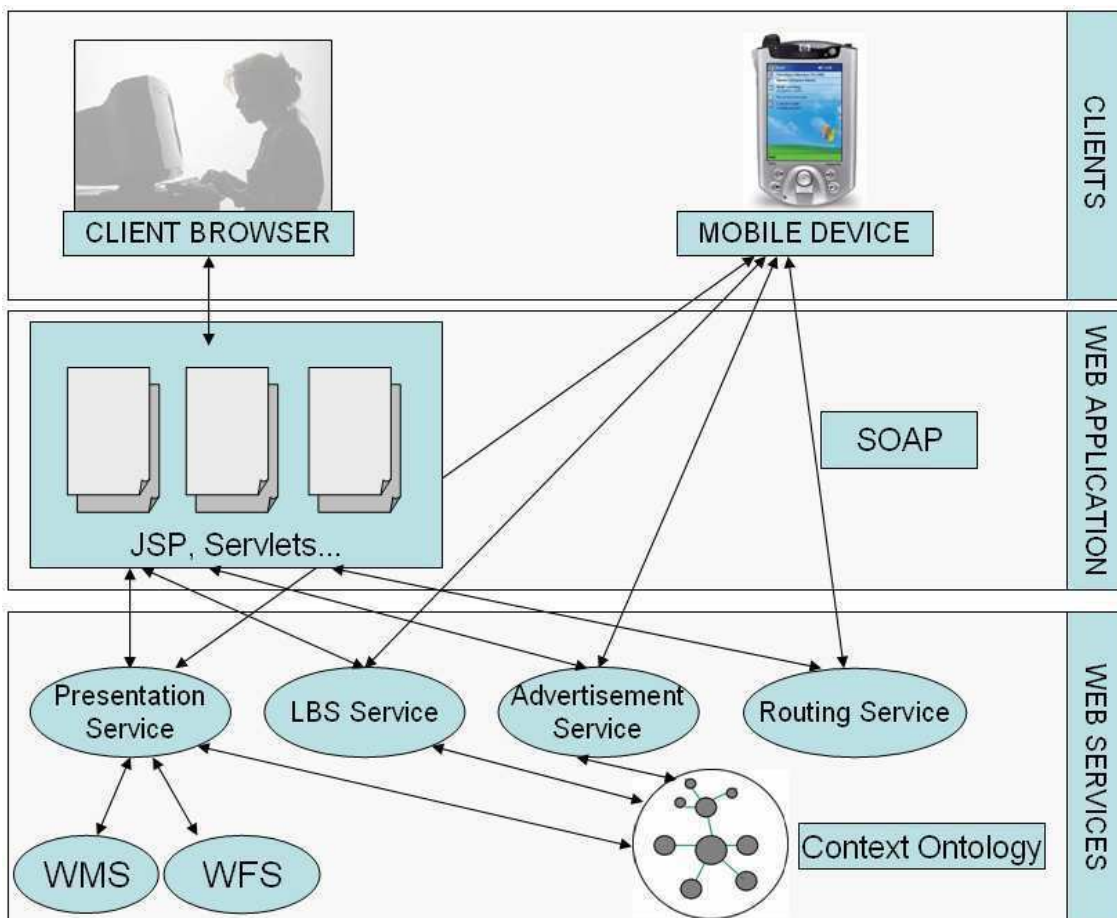 CLIENTS
CLIENT BROWSER
MOBILE DEVICE
WEB APPLICATION
SOAP
JSP, Servlets...
WEB SERVICES
Presentation
Service
LBS Service
Advertisement
Service
Routing Service
WMS
WFS
Context Ontology